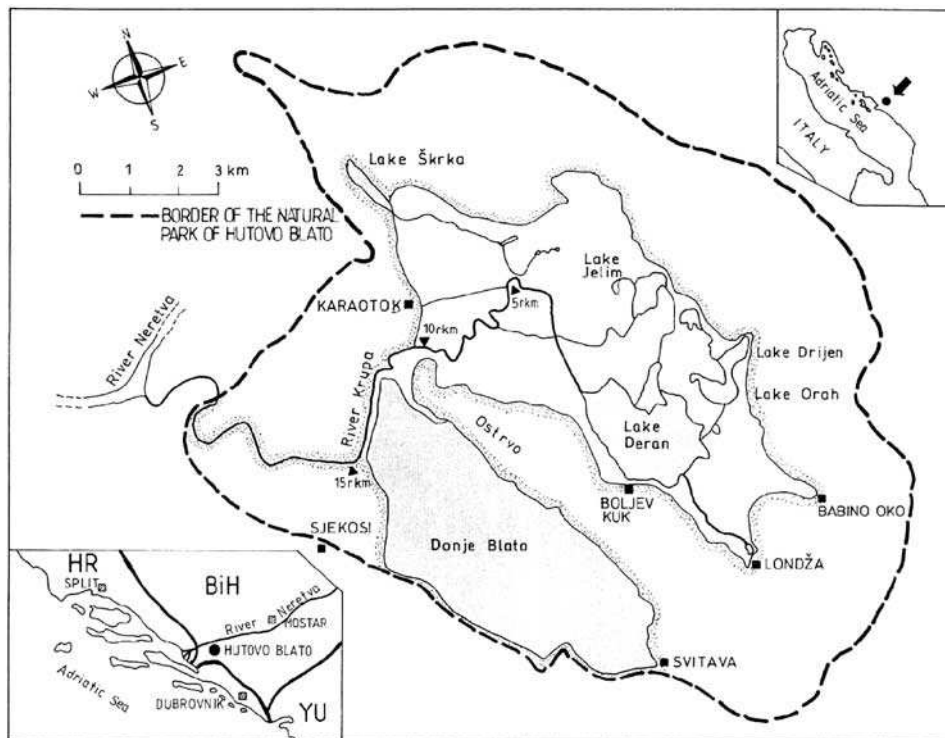 N
E
W
S
0 1 2 3 km
BORDER OF THE NATURAL
PARK OF HUTOVO BLATO
Adriatic Sea
ITALY
Lake Škrka
Lake
Jelim
KARAOTOK
5rkm
10rkm
River Neretva
River Krupa
Lake Drijen
Lake Orah
Ostrvo
Lake
Deran
15rkm
BOLJEV
KUK
BABINO OKO
SJEKOSI
Donje Blato
LONDŽA
SVITAVA
HR
SPLIT
BiH
River Neretva
MOSTAR
HUTOVO BLATO
Adriatic Sea
DUBROVNIK
YU